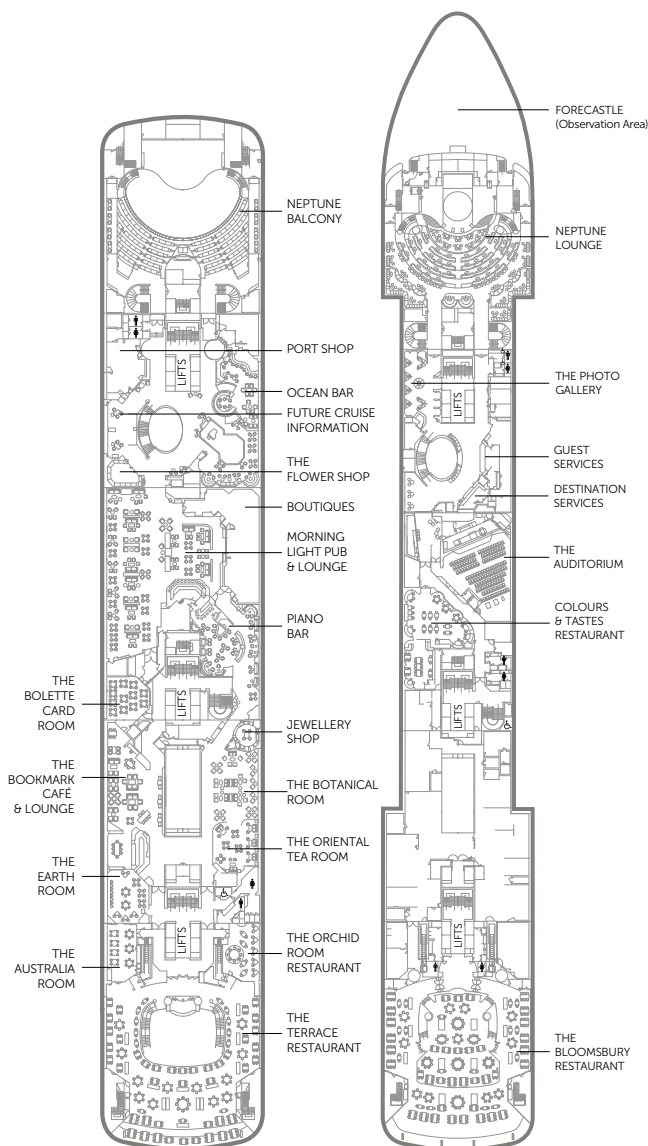 NEPTUNE
BALCONY
PORT SHOP
LIFTS
OCEAN BAR
FUTURE CRUISE
INFORMATION
THE
FLOWER SHOP
BOUTIQUES
MORNING
LIGHT PUB
& LOUNGE
PIANO
BAR
THE
BOLETTE
CARD
ROOM
LIFTS
JEWELLERY
SHOP
THE
BOOKMARK
CAFÉ
& LOUNGE
THE BOTANICAL
ROOM
THE ORIENTAL
TEA ROOM
THE
EARTH
ROOM
THE
AUSTRALIA
ROOM
LIFTS
THE ORCHID
ROOM
RESTAURANT
THE
TERRACE
RESTAURANT
FORECASTLE
(Observation Area)
NEPTUNE
LOUNGE
THE PHOTO
GALLERY
LIFTS
GUEST
SERVICES
DESTINATION
SERVICES
THE
AUDITORIUM
COLOURS
& TASTES
RESTAURANT
LIFTS
LIFTS
THE
BLOOMSBURY
RESTAURANT